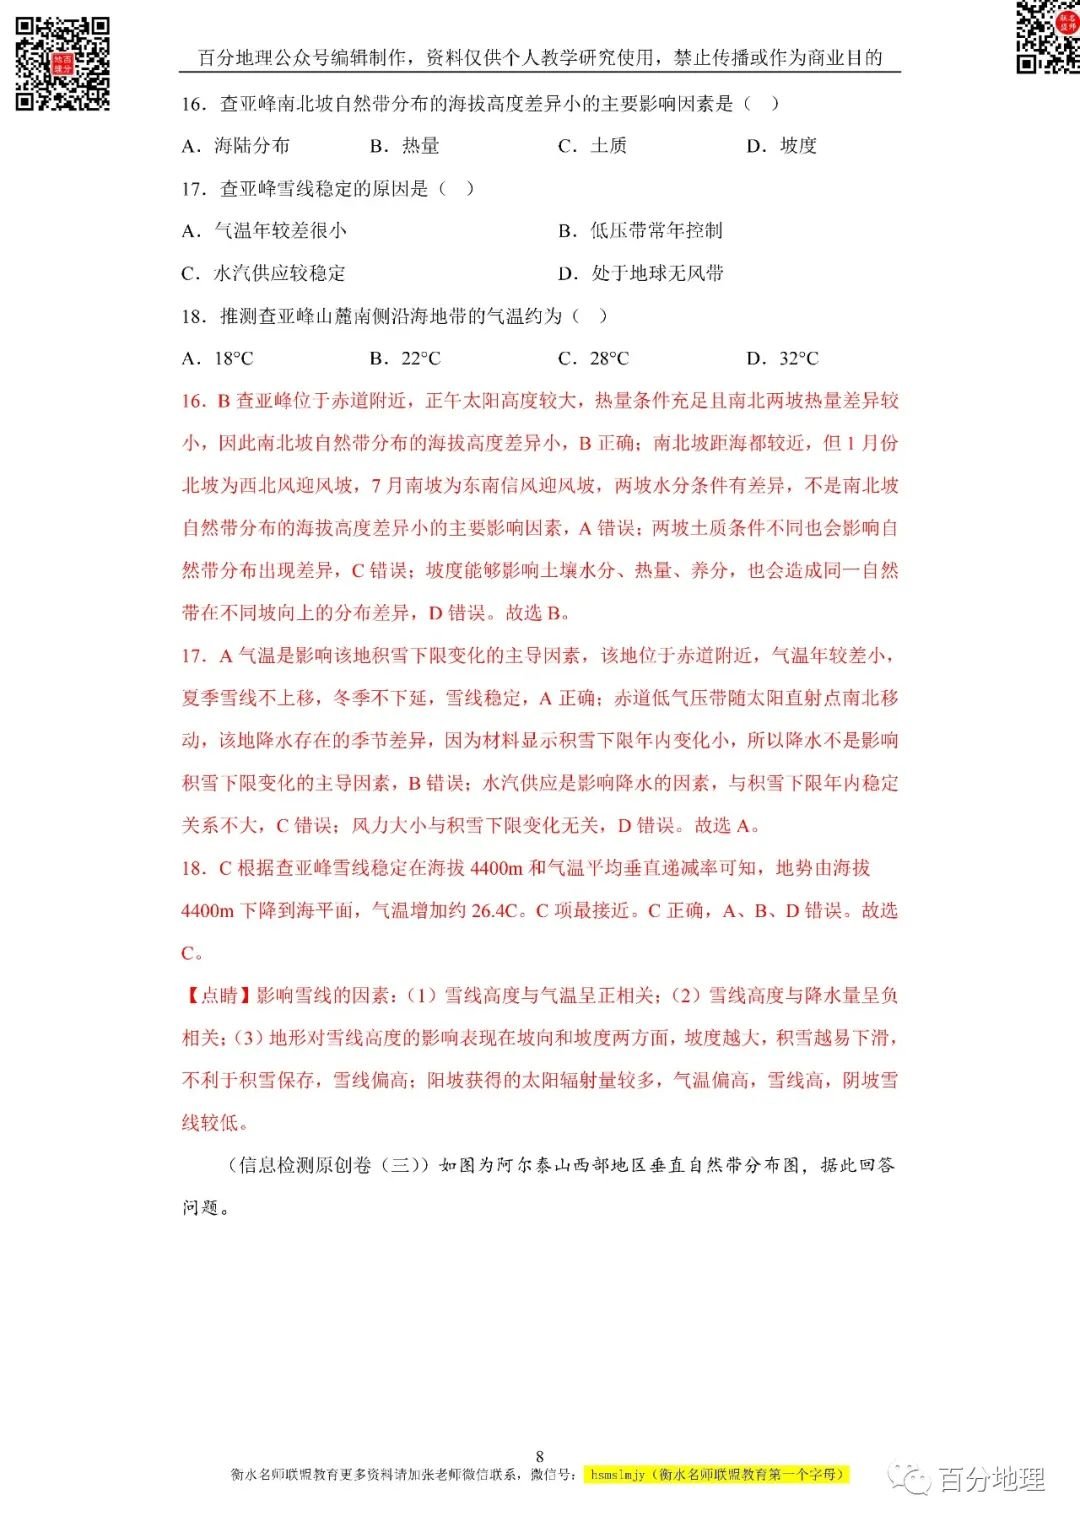 百分地理公众号编辑制作，资料仅供个人教学研究使用，禁止传播或作为商业目的
16．查亚峰南北坡自然带分布的海拔高度差异小的主要影响因素是（　）
A．海陆分布　B．热量　C．土质　D．坡度
17．查亚峰雪线稳定的原因是（　）
A．气温年较差很小　B．低压带常年控制
C．水汽供应较稳定　D．处于地球无风带
18．推测查亚峰山麓南侧沿海地带的气温约为（　）
A．18°C　B．22°C　C．28°C　D．32°C
16．B 查亚峰位于赤道附近，正午太阳高度较大，热量条件充足且南北两坡热量差异较
小，因此南北坡自然带分布的海拔高度差异小，B 正确；南北坡距海都较近，但 1 月份
北坡为西北风迎风坡，7 月南坡为东南信风迎风坡，两坡水分条件有差异，不是南北坡
自然带分布的海拔高度差异小的主要影响因素，A 错误；两坡土质条件不同也会影响自
然带分布出现差异，C 错误；坡度能够影响土壤水分、热量、养分，也会造成同一自然
带在不同坡向上的分布差异，D 错误。故选 B。
17．A 气温是影响该地积雪下限变化的主导因素，该地位于赤道附近，气温年较差小，
夏季雪线不上移，冬季不下延，雪线稳定，A 正确；赤道低气压带随太阳直射点南北移
动，该地降水存在的季节差异，因为材料显示积雪下限年内变化小，所以降水不是影响
积雪下限变化的主导因素，B 错误；水汽供应是影响降水的因素，与积雪下限年内稳定
关系不大，C 错误；风力大小与积雪下限变化无关，D 错误。故选 A。
18．C 根据查亚峰雪线稳定在海拔 4400m 和气温平均垂直递减率可知，地势由海拔
4400m 下降到海平面，气温增加约 26.4C。C 项最接近。C 正确，A、B、D 错误。故选
C。
【点睛】影响雪线的因素：（1）雪线高度与气温呈正相关；（2）雪线高度与降水量呈负
相关；（3）地形对雪线高度的影响表现在坡向和坡度两方面，坡度越大，积雪越易下滑，
不利于积雪保存，雪线偏高；阳坡获得的太阳辐射量较多，气温偏高，雪线高，阴坡雪
线较低。
（信息检测原创卷（三））如图为阿尔泰山西部地区垂直自然带分布图，据此回答
问题。
8
衡水名师联盟教育更多资料请加张老师微信联系，微信号： hsmslmjy（衡水名师联盟教育第一个字母）
百分地理